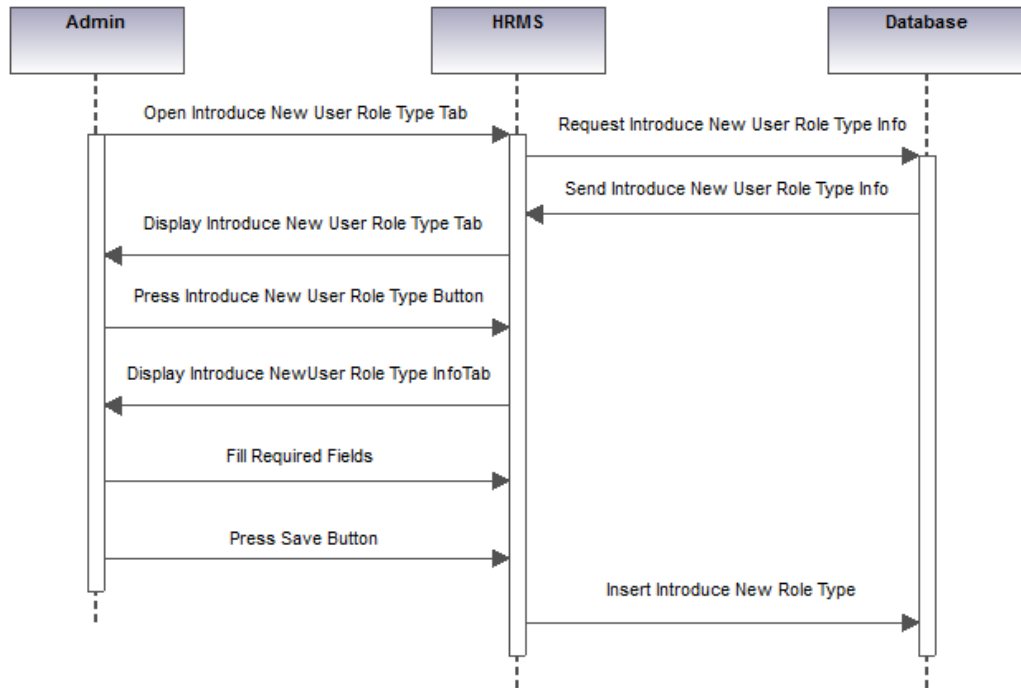 Admin
HRMS
Database
Open Introduce New User Role Type Tab
Request Introduce New User Role Type Info
Send Introduce New User Role Type Info
Display Introduce New User Role Type Tab
Press Introduce New User Role Type Button
Display Introduce NewUser Role Type InfoTab
Fill Required Fields
Press Save Button
Insert Introduce New Role Type